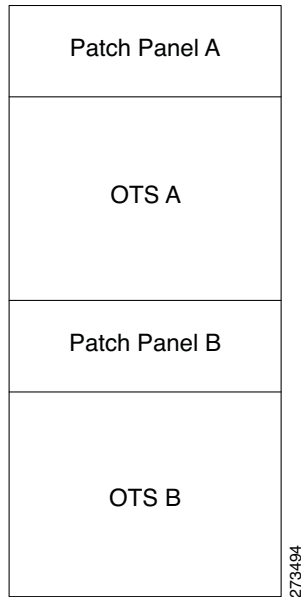 Patch Panel A
OTS A
Patch Panel B
OTS B
273494